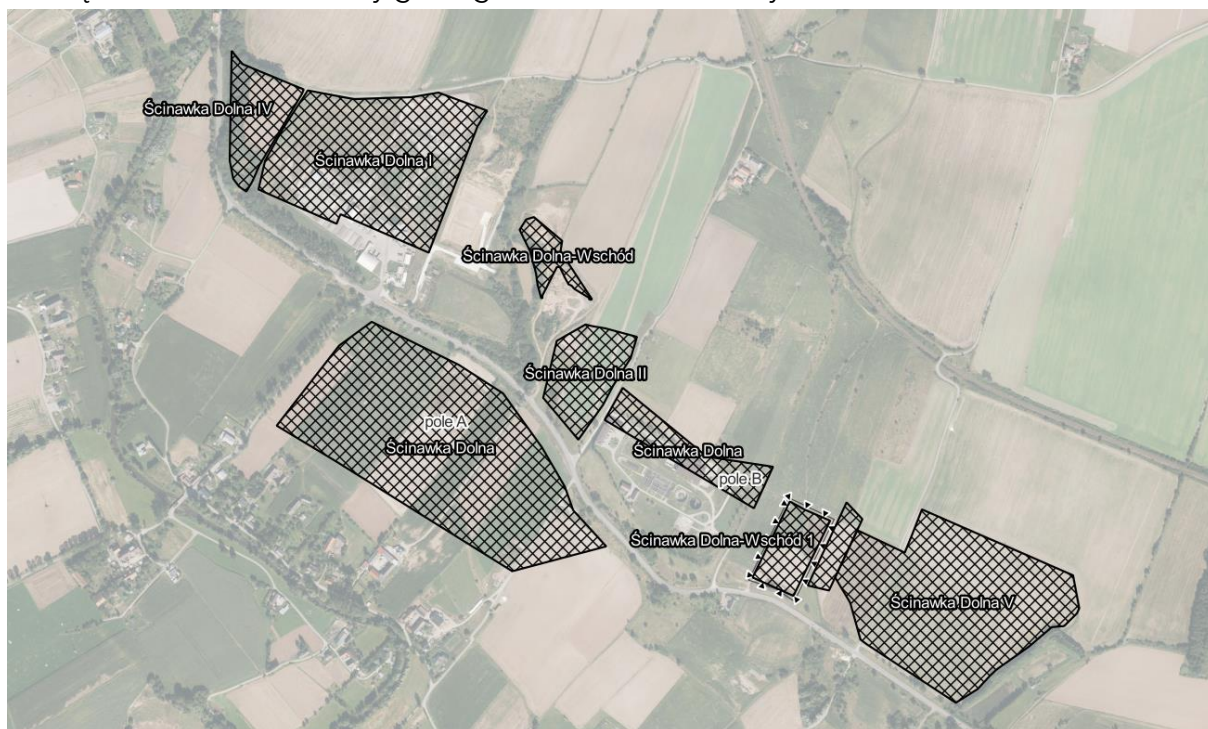 Ścinawka Dolna IV
Ścinawka Dolna I
Ścinawka Dolna-Wschód
Ścinawka Dolna II
pole A
Ścinawka Dolna
Ścinawka Dolna
pole B
Ścinawka Dolna-Wschód 1
Ścinawka Dolna V